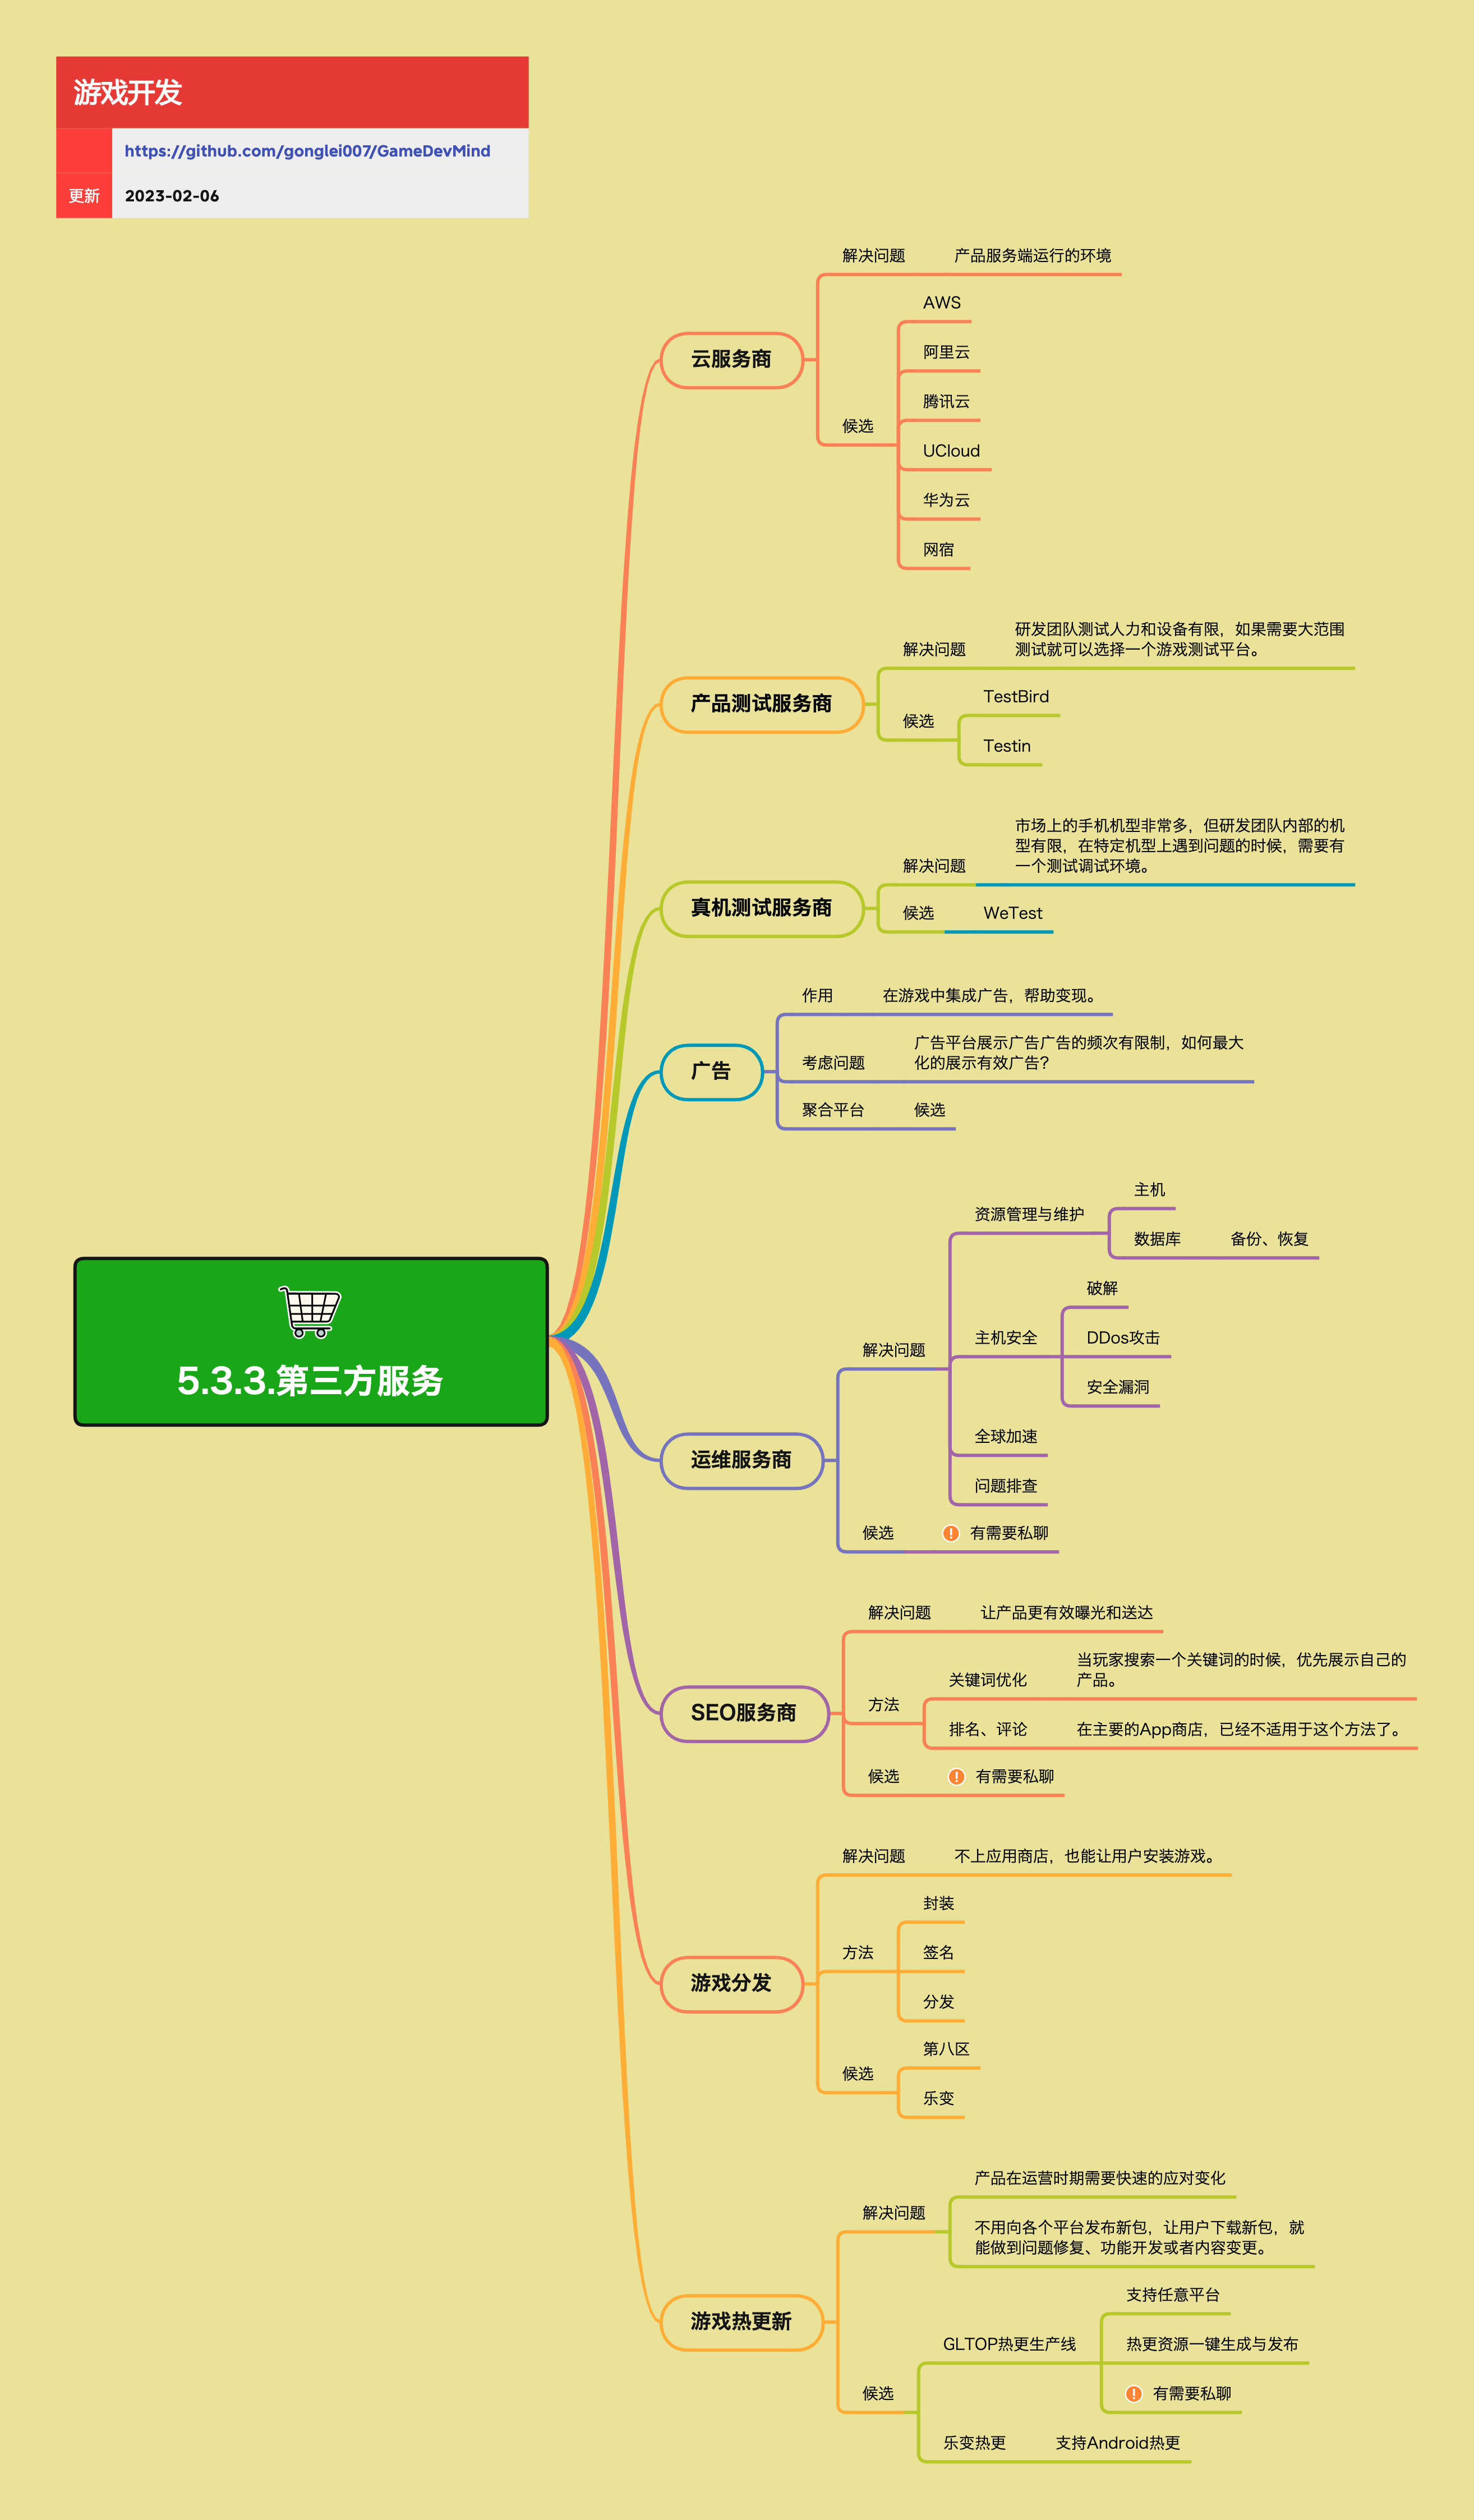 游戏开发
https://github.com/gonglei007/GameDevMind
更新
2023-02-06
5.3.3.第三方服务
云服务商
解决问题
产品服务端运行的环境
候选
AWS
阿里云
腾讯云
UCloud
华为云
网宿
产品测试服务商
解决问题
研发团队测试人力和设备有限，如果需要大范围
测试就可以选择一个游戏测试平台。
候选
TestBird
Testin
真机测试服务商
解决问题
市场上的手机机型非常多，但研发团队内部的机
型有限，在特定机型上遇到问题的时候，需要有
一个测试调试环境。
候选
WeTest
广告
作用
在游戏中集成广告，帮助变现。
考虑问题
广告平台展示广告广告的频次有限制，如何最大
化的展示有效广告？
聚合平台
候选
运维服务商
解决问题
资源管理与维护
主机
数据库
备份、恢复
主机安全
破解
DDos攻击
安全漏洞
全球加速
问题排查
候选
有需要私聊
SEO服务商
解决问题
让产品更有效曝光和送达
方法
关键词优化
当玩家搜索一个关键词的时候，优先展示自己的
产品。
排名、评论
在主要的App商店，已经不适用于这个方法了。
候选
有需要私聊
游戏分发
解决问题
不上应用商店，也能让用户安装游戏。
方法
封装
签名
分发
候选
第八区
乐变
游戏热更新
解决问题
产品在运营时期需要快速的应对变化
不用向各个平台发布新包，让用户下载新包，就
能做到问题修复、功能开发或者内容变更。
候选
GLTOP热更生产线
支持任意平台
热更资源一键生成与发布
有需要私聊
乐变热更
支持Android热更